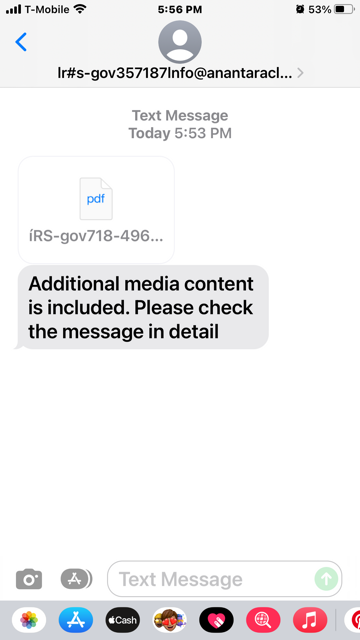 T-Mobile 5:56 PM 53%
Ir#s-gov357187Info@anantaracl...
Text Message
Today 5:53 PM
pdf
íRS-gov718-496...
Additional media content
is included. Please check
the message in detail
Text Message
Cash